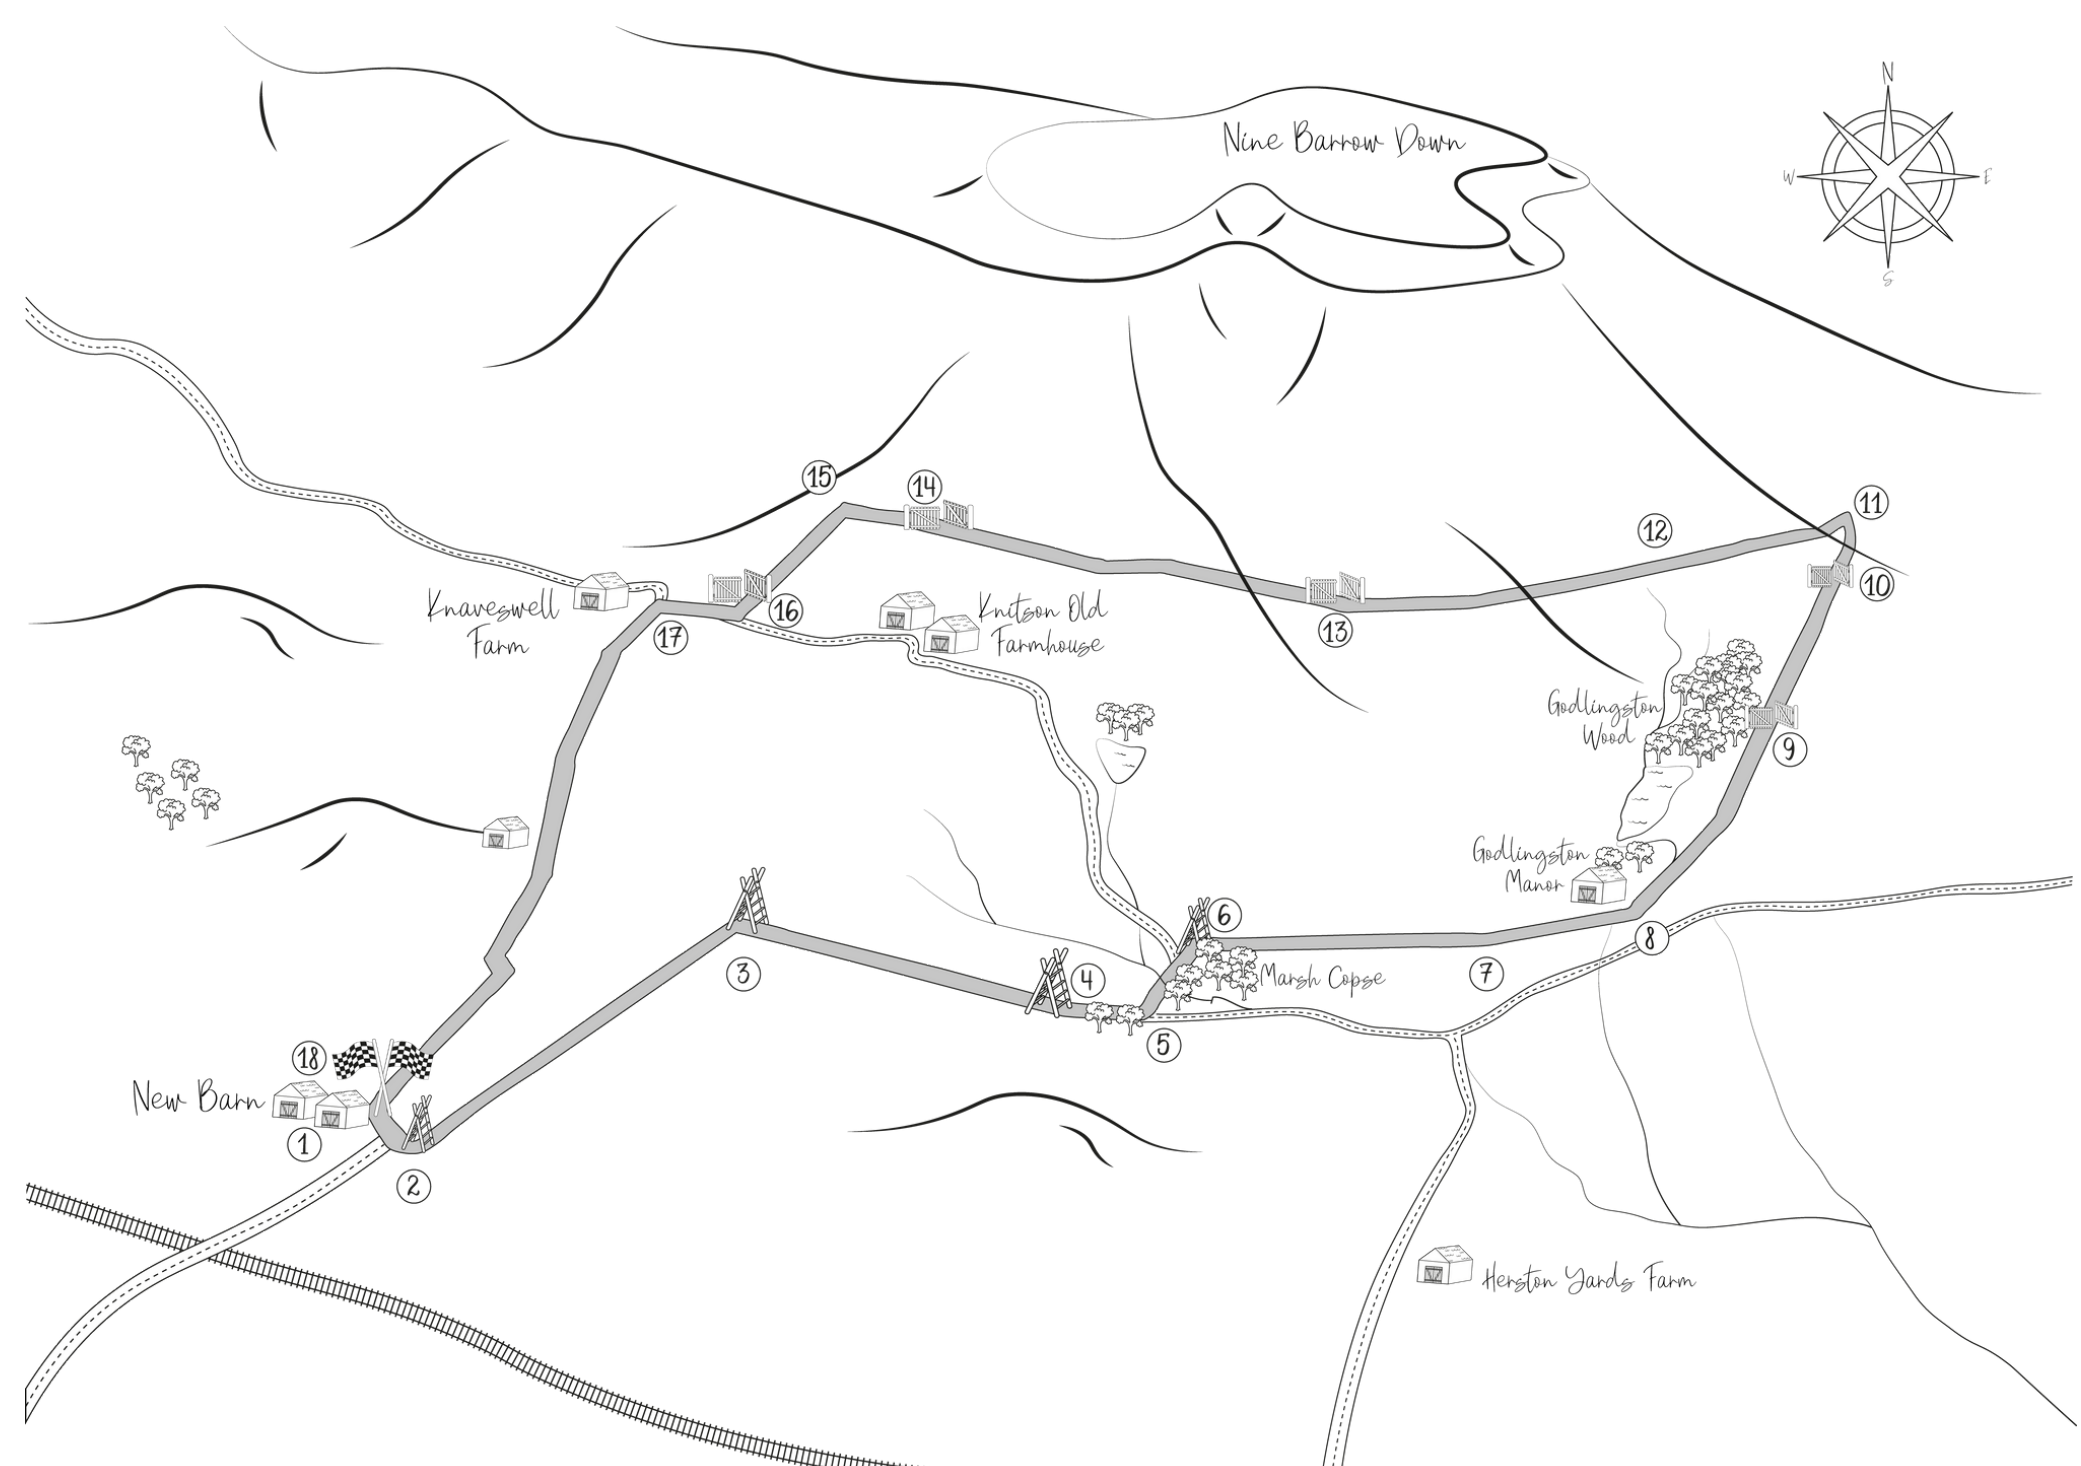 Nine Barrow Down
N
W
E
S
15
14
11
12
10
Knaveswell
Farm
17
16
Knitson Old
Farmhouse
13
Godlingston
Wood
9
Godlingston
Manor
3
4
6
Marsh Copse
7
8
5
18
New Barn
1
2
Herston Yards Farm